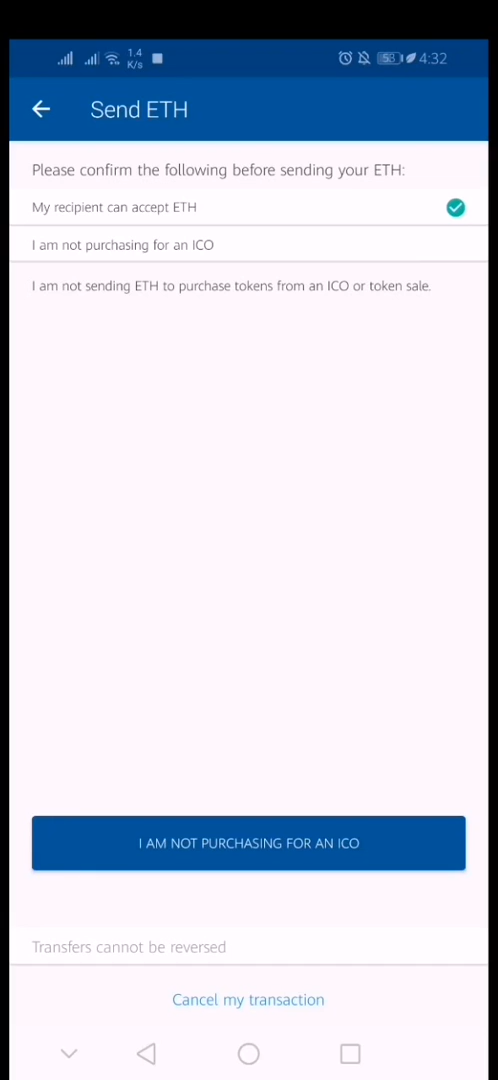 1.4
K/s
53
4:32
Send ETH
Please confirm the following before sending your ETH:
My recipient can accept ETH
I am not purchasing for an ICO
I am not sending ETH to purchase tokens from an ICO or token sale.
I AM NOT PURCHASING FOR AN ICO
Transfers cannot be reversed
Cancel my transaction